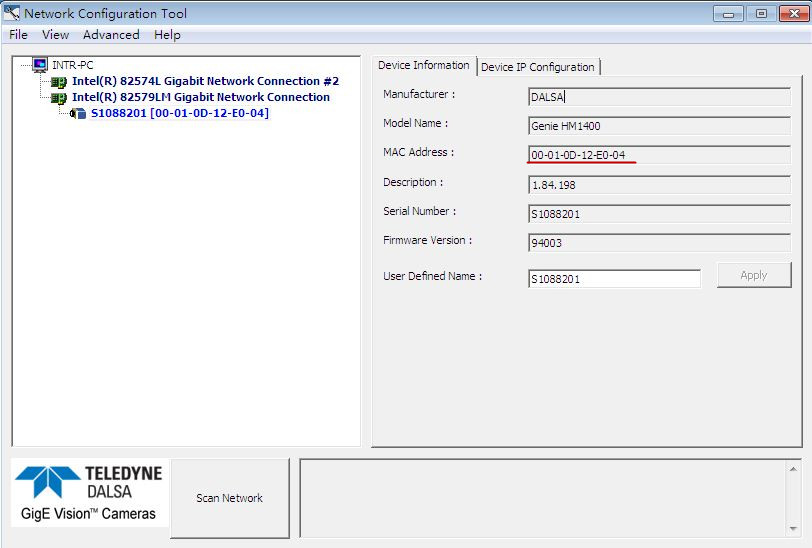 Network Configuration Tool
File View Advanced Help
INTR-PC
Intel(R) 82574L Gigabit Network Connection #2
Intel(R) 82579LM Gigabit Network Connection
S1088201 [00-01-0D-12-E0-04]
Device Information Device IP Configuration
Manufacturer : DALSA
Model Name : Genie HM1400
MAC Address : 00-01-0D-12-E0-04
Description : 1.84.198
Serial Number : S1088201
Firmware Version : 94003
User Defined Name : S1088201 Apply
TELEDYNE
DALSA
GigE Vision™ Cameras
Scan Network